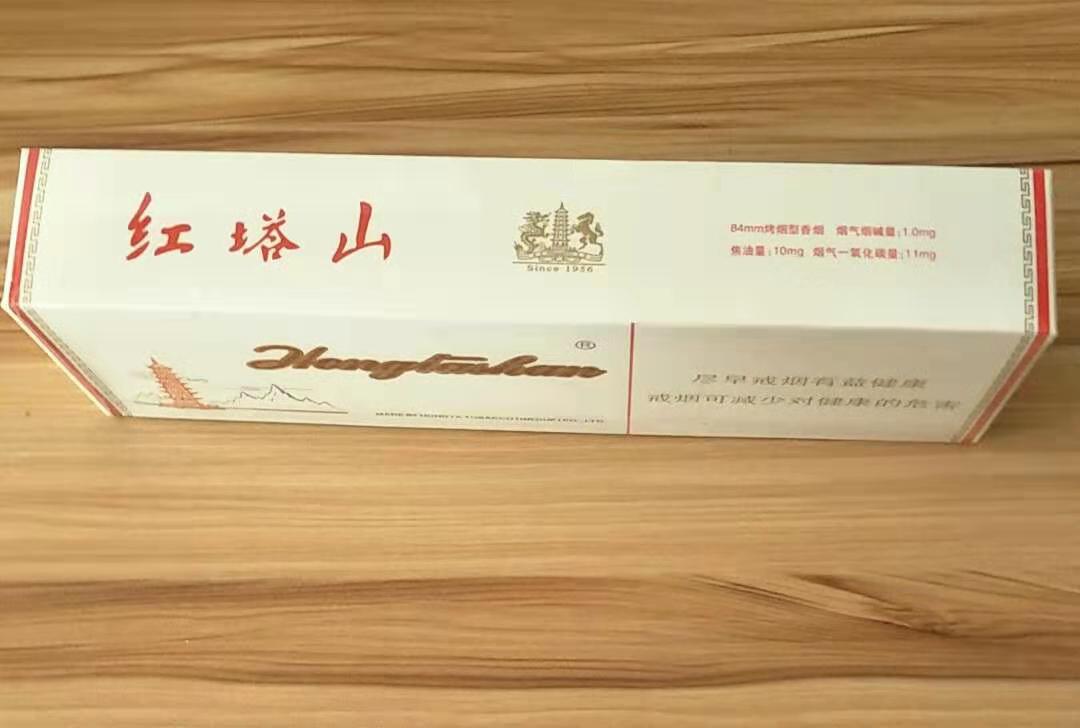 红塔山
Since 1956
84mm烤烟型香烟 烟气烟碱量:1.0mg
焦油量:10mg 烟气一氧化碳量:11mg
Hongtashan®
尽早戒烟有益健康
戒烟可减少对健康的危害